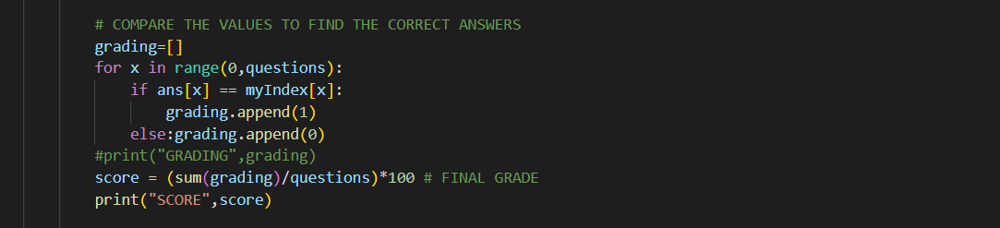 # COMPARE THE VALUES TO FIND THE CORRECT ANSWERS
grading=[]
for x in range(0,questions):
    if ans[x] == myIndex[x]:
        grading.append(1)
    else:grading.append(0)
#print("GRADING",grading)
score = (sum(grading)/questions)*100 # FINAL GRADE
print("SCORE",score)